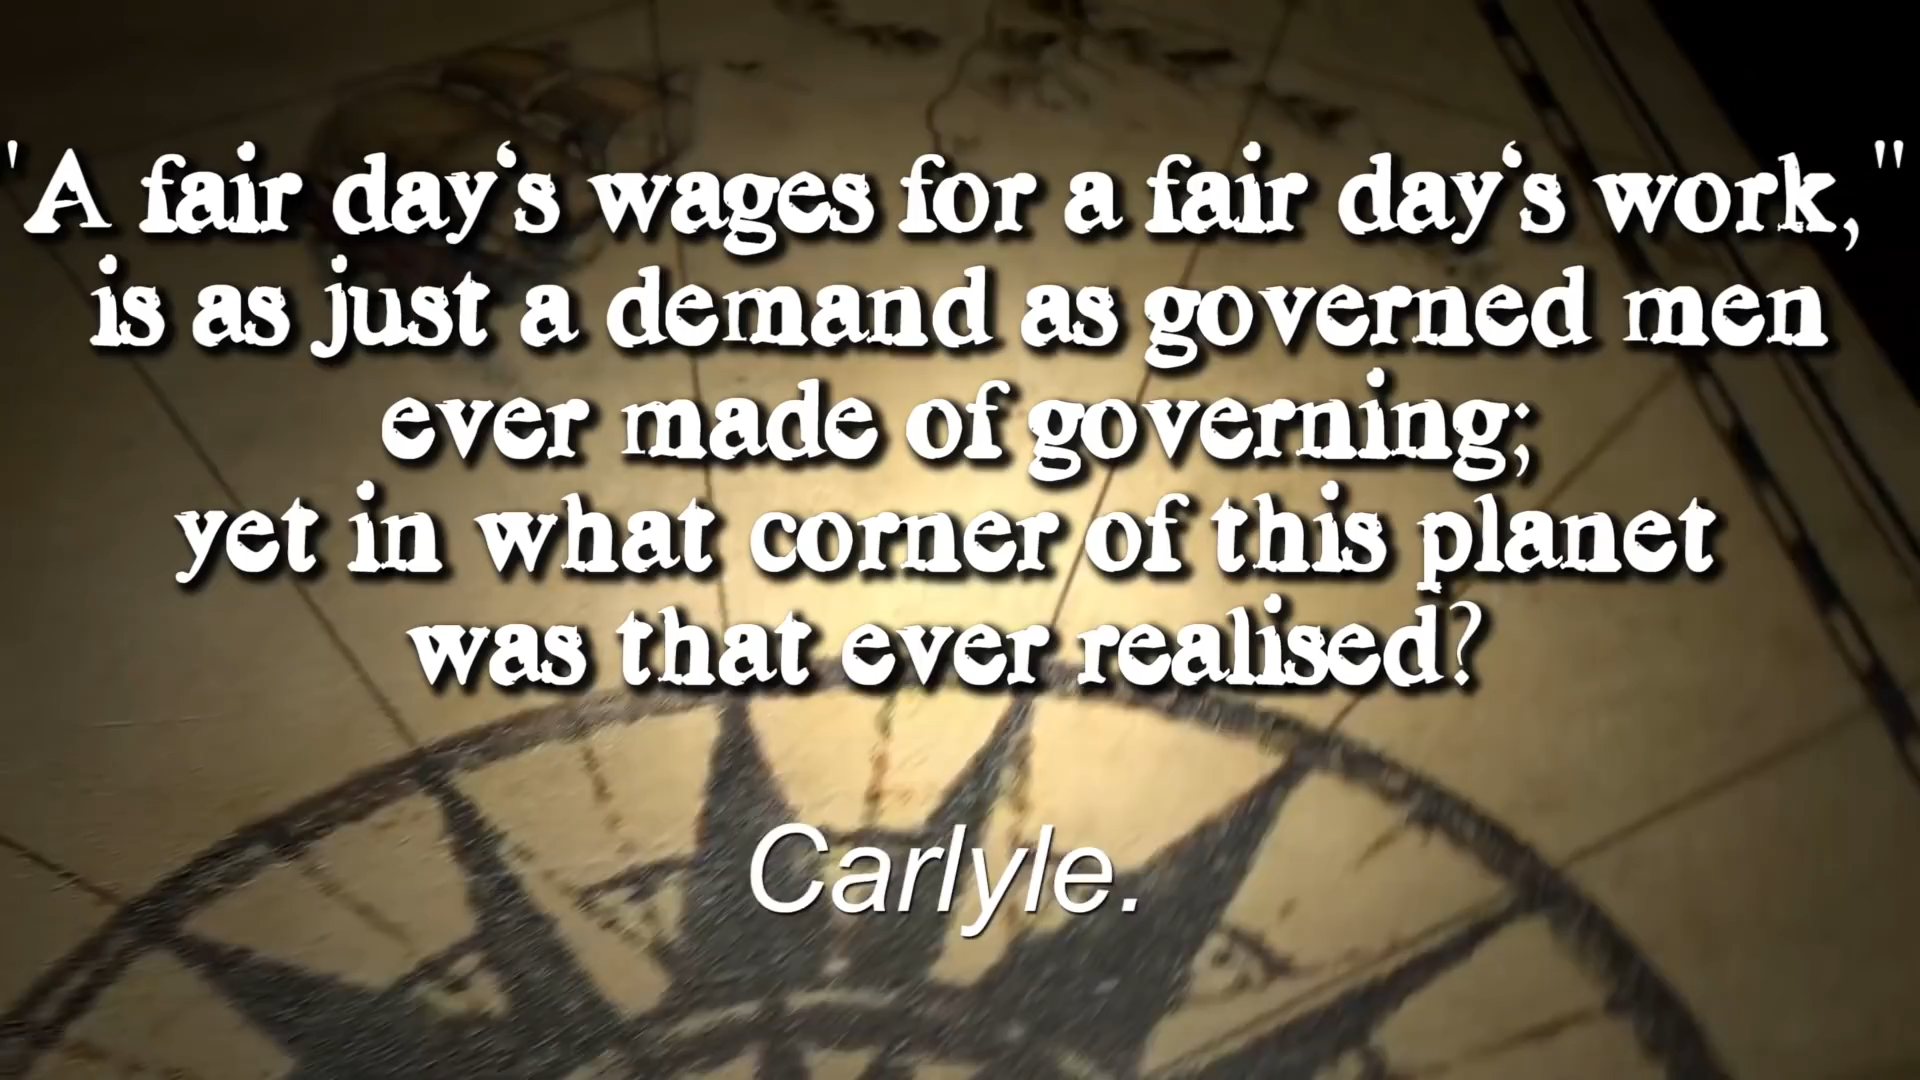 'A fair day's wages for a fair day's work,"
is as just a demand as governed men
ever made of governing;
yet in what corner of this planet
was that ever realised?
Carlyle.